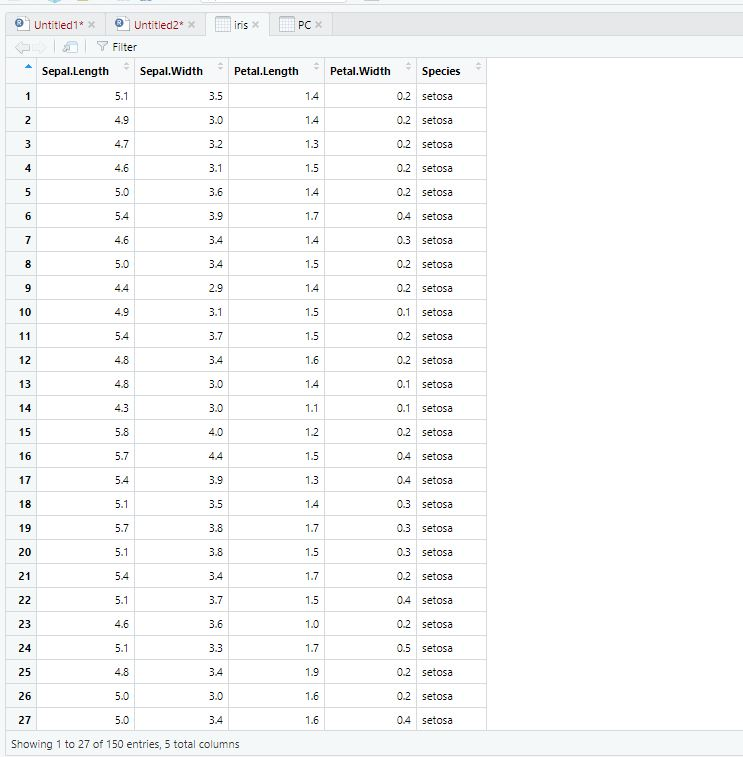 Untitled1* × Untitled2* × iris × PC ×
Filter
Sepal.Length Sepal.Width Petal.Length Petal.Width Species
1 5.1 3.5 1.4 0.2 setosa
2 4.9 3.0 1.4 0.2 setosa
3 4.7 3.2 1.3 0.2 setosa
4 4.6 3.1 1.5 0.2 setosa
5 5.0 3.6 1.4 0.2 setosa
6 5.4 3.9 1.7 0.4 setosa
7 4.6 3.4 1.4 0.3 setosa
8 5.0 3.4 1.5 0.2 setosa
9 4.4 2.9 1.4 0.2 setosa
10 4.9 3.1 1.5 0.1 setosa
11 5.4 3.7 1.5 0.2 setosa
12 4.8 3.4 1.6 0.2 setosa
13 4.8 3.0 1.4 0.1 setosa
14 4.3 3.0 1.1 0.1 setosa
15 5.8 4.0 1.2 0.2 setosa
16 5.7 4.4 1.5 0.4 setosa
17 5.4 3.9 1.3 0.4 setosa
18 5.1 3.5 1.4 0.3 setosa
19 5.7 3.8 1.7 0.3 setosa
20 5.1 3.8 1.5 0.3 setosa
21 5.4 3.4 1.7 0.2 setosa
22 5.1 3.7 1.5 0.4 setosa
23 4.6 3.6 1.0 0.2 setosa
24 5.1 3.3 1.7 0.5 setosa
25 4.8 3.4 1.9 0.2 setosa
26 5.0 3.0 1.6 0.2 setosa
27 5.0 3.4 1.6 0.4 setosa
Showing 1 to 27 of 150 entries, 5 total columns